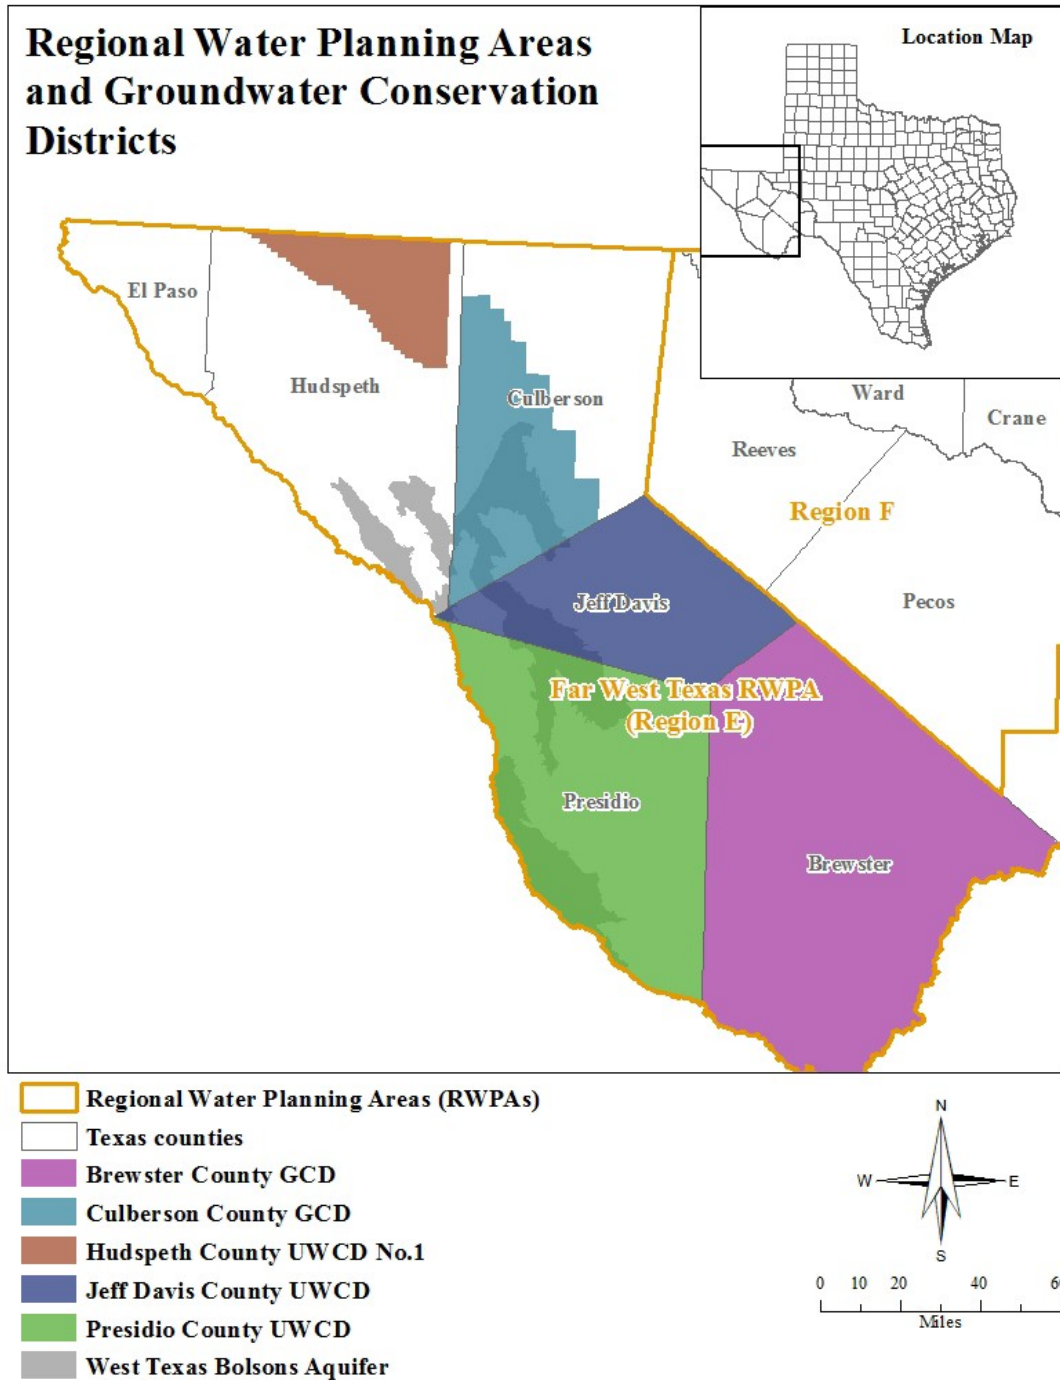 Regional Water Planning Areas
and Groundwater Conservation
Districts
Location Map
El Paso
Hudspeth
Culberson
Ward
Crane
Reeves
Region F
Jeff Davis
Pecos
Far West Texas RWPA
(Region E)
Presidio
Brewster
Regional Water Planning Areas (RWPAs)
Texas counties
Brewster County GCD
Culberson County GCD
Hudspeth County UWCD No.1
Jeff Davis County UWCD
Presidio County UWCD
West Texas Bolsons Aquifer
N
W E
S
0 10 20 40
Miles